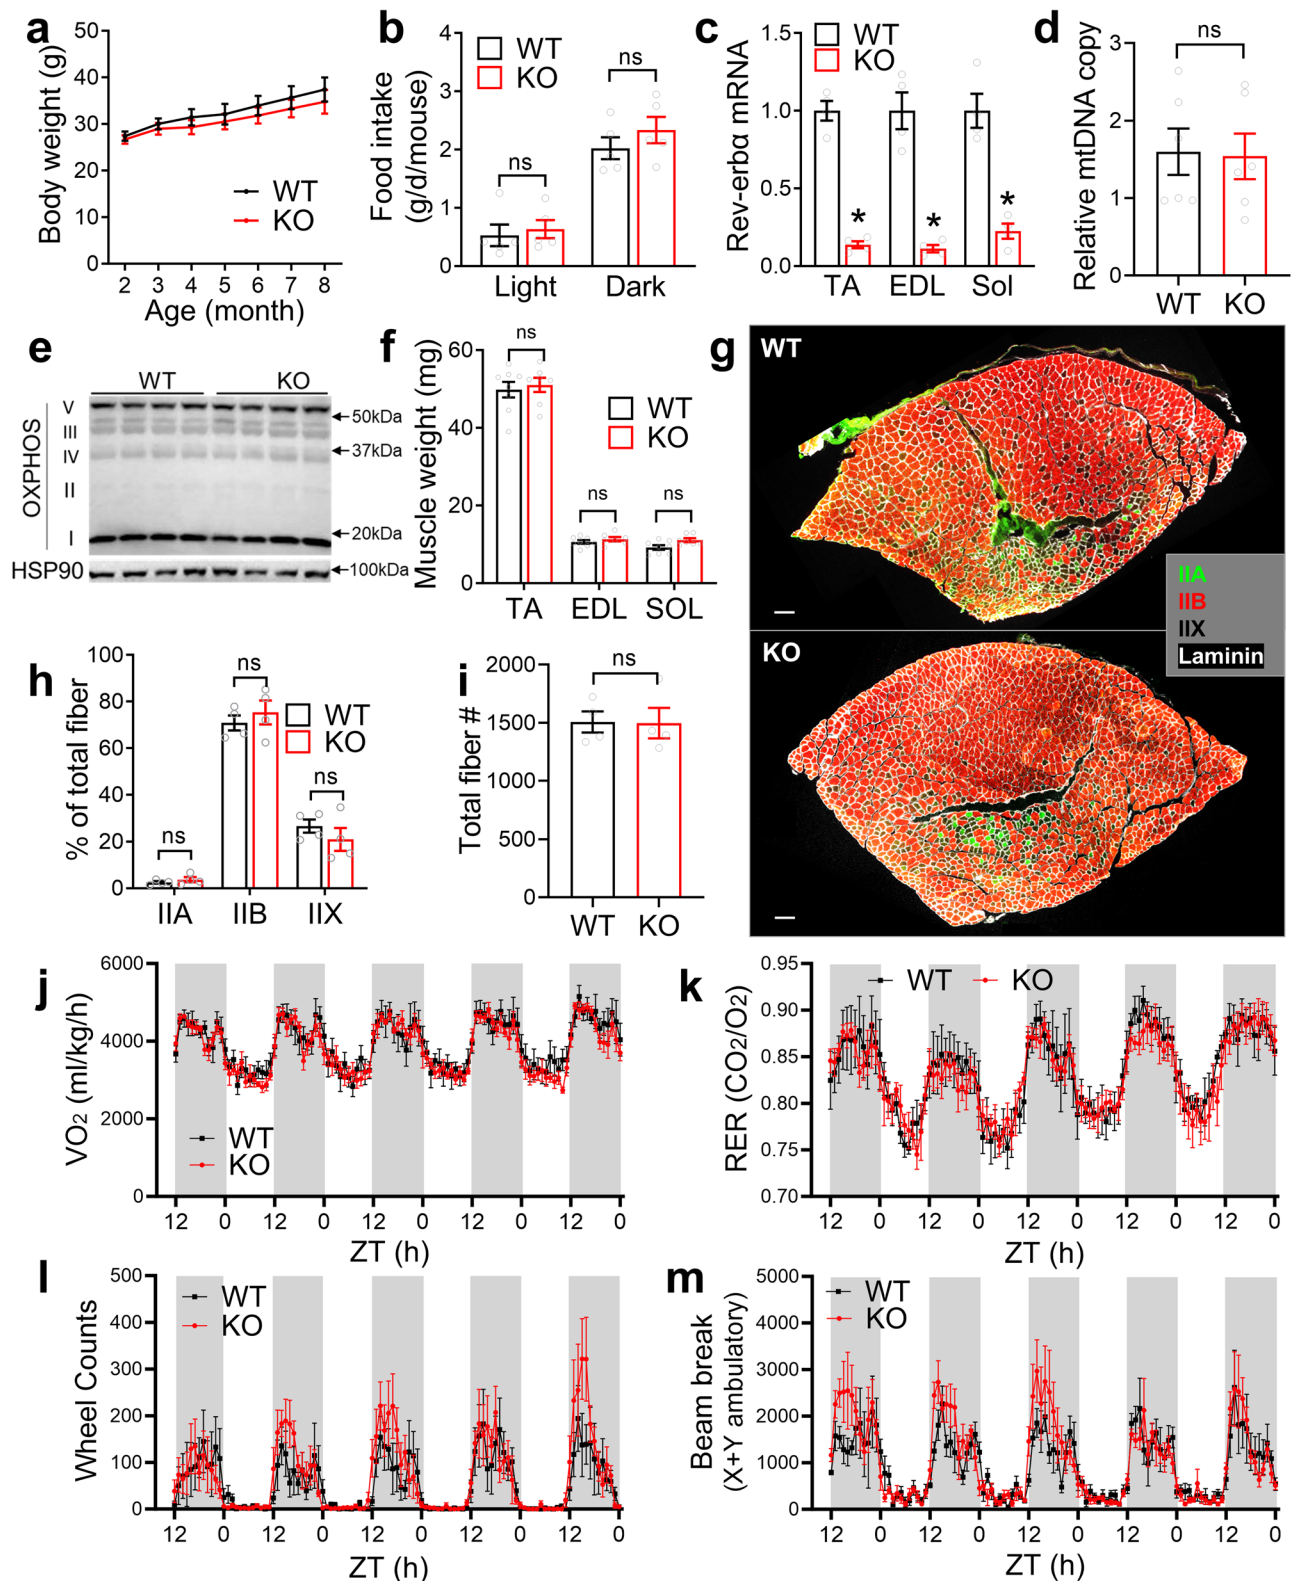 a
Body weight (g)
50
40
30
20
10
0
WT
KO
2 3 4 5 6 7 8
Age (month)
b
Food intake
(g/d/mouse)
4
3
2
1
0
WT
KO
ns
ns
Light Dark
c
Rev-erbα mRNA
1.5
1.0
0.5
0.0
WT
KO
* * *
TA EDL Sol
d
Relative mtDNA copy
3
2
1
0
ns
WT KO
e
WT KO
OXPHOS
V
III
IV
II
I
HSP90
50kDa
37kDa
20kDa
100kDa
f
Muscle weight (mg)
60
40
20
0
ns
ns
ns
WT
KO
TA EDL SOL
g
WT
KO
IIA
IIB
IIX
Laminin
h
% of total fiber
100
80
60
40
20
0
ns
ns
ns
WT
KO
IIA IIB IIX
i
Total fiber #
2000
1500
1000
500
0
ns
WT KO
j
VO2 (ml/kg/h)
6000
4000
2000
0
WT
KO
12 0 12 0 12 0 12 0 12 0
ZT (h)
k
RER (CO2/O2)
0.95
0.90
0.85
0.80
0.75
0.70
WT KO
12 0 12 0 12 0 12 0 12 0
ZT (h)
l
Wheel Counts
500
400
300
200
100
0
WT
KO
12 0 12 0 12 0 12 0 12 0
ZT (h)
m
Beam break
(X+Y ambulatory)
5000
4000
3000
2000
1000
0
WT
KO
12 0 12 0 12 0 12 0 12 0
ZT (h)